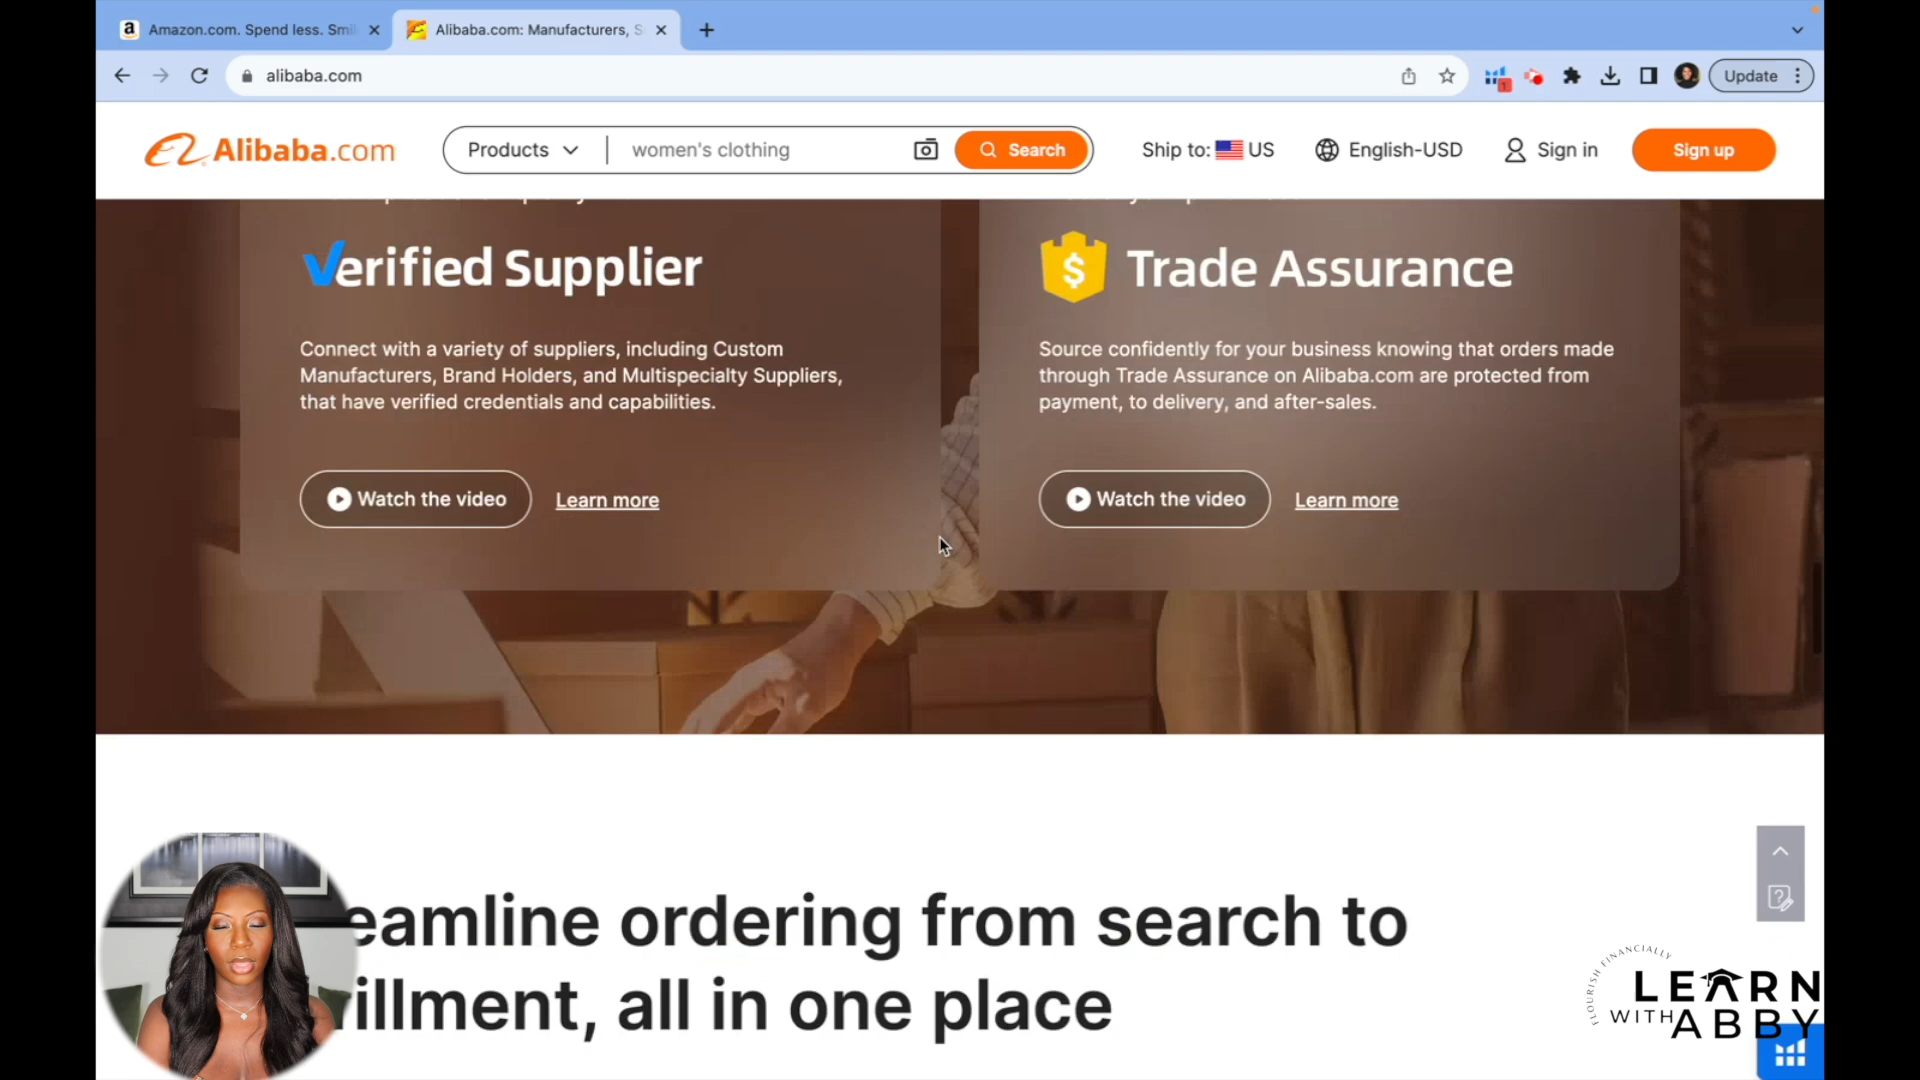 Amazon.com. Spend less. Smi
Alibaba.com: Manufacturers, S
alibaba.com
Update
Alibaba.com
Products
women's clothing
Search
Ship to: US
English-USD
Sign in
Sign up
Verified Supplier
Connect with a variety of suppliers, including Custom
Manufacturers, Brand Holders, and Multispecialty Suppliers,
that have verified credentials and capabilities.
Watch the video
Learn more
Trade Assurance
Source confidently for your business knowing that orders made
through Trade Assurance on Alibaba.com are protected from
payment, to delivery, and after-sales.
Watch the video
Learn more
eamline ordering from search to
illment, all in one place
FLOURISH FINANCIALLY
LEARN
WITH ABBY